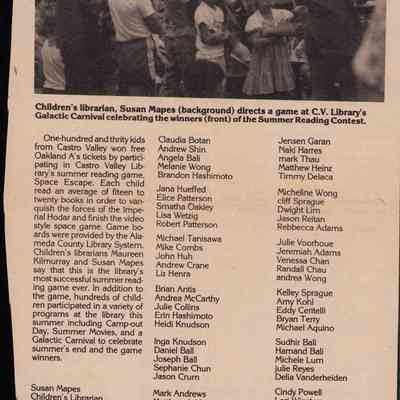 Children's librarian, Susan Mapes (background) directs a game at C.V. Library's
Galactic Carnival celebrating the winners (front) of the Summer Reading Contest.
One-hundred and thrity kids
from Castro Valley won free
Oakland A's tickets by partici-
pating in Castro Valley Lib-
rary's summer reading game,
Space Escape. Each child
read an average of fifteen to
twenty books in order to van-
quish the forces of the Impe-
rial Hodar and finish the video
style space game. Game bo-
ards were provided by the Ala-
meda County Library System.
Children's librarians Maureen
Kilmurray and Susan Mapes
say that this is the library's
most successful summer read-
ing game ever. In addition to
the game, hundreds of child-
ren participated in a variety of
programs at the library this
summer including Camp-out
Day, Summer Movies, and a
Galactic Carnival to celebrate
summer's end and the game
winners.
Susan Mapes
Children's Librarian
Claudia Botan
Andrew Shin
Angela Ball
Melanie Wong
Brandon Hashimoto
Jana Hueffed
Elice Patterson
Smatha Oakley
Lisa Wetzig
Robert Patterson
Michael Tanisawa
Mike Combs
John Huh
Andrew Crane
Liz Henra
Brian Antis
Andrea McCarthy
Julie Collins
Erin Hashimoto
Heidi Knudson
Inga Knudson
Daniel Ball
Joseph Ball
Sephanie Chun
Jason Crum
Mark Andrews
Jensen Garan
Naki Harres
mark Thau
Matthew Heinz
Timmy Delaca
Micheline Wong
cliff Sprague
Dwight Lim
Jason Reitan
Rebbecca Adams
Julie Voorhoue
Jeremiah Adams
Venessa Chan
Randall Chau
andrea Wong
Kelley Sprague
Amy Kohl
Eddy Ceritelli
Bryan Terry
Michael Aquino
Sudhir Bali
Hamand Bali
Michele Lum
julie Reyes
Delia Vanderheiden
Cindy Powell